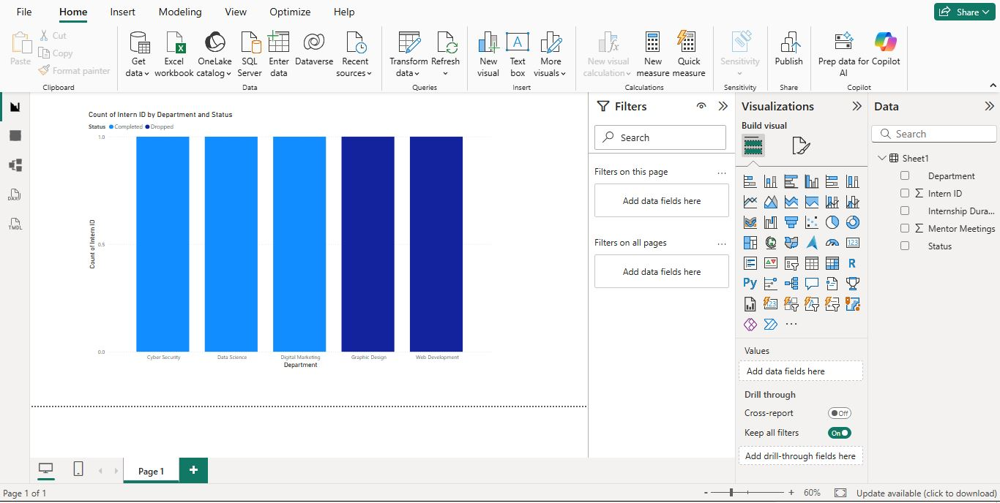 File Home Insert Modeling View Optimize Help
Share
Paste
Cut
Copy
Format painter
Clipboard
Get data
Excel workbook
OneLake catalog
SQL Server
Enter data
Dataverse
Recent sources
Data
Transform data
Refresh
Queries
New visual
A
Text box
More visuals
Insert
New visual calculation
New measure
Quick measure
Calculations
Sensitivity
Sensitivity
Publish
Share
Prep data for AI
Copilot
Copilot
DAX
TMDL
Count of Intern ID by Department and Status
Status Completed Dropped
1.0
0.5
0.0
Count of Intern ID
Cyber Security Data Science Digital Marketing Graphic Design Web Development
Department
Filters
Search
Filters on this page ...
Add data fields here
Filters on all pages ...
Add data fields here
Visualizations
Build visual
123
R
Py
123
...
Values
Add data fields here
Drill through
Cross-report Off
Keep all filters On
Add drill-through fields here
Data
Search
Sheet1
Department
Σ Intern ID
Internship Dura...
Σ Mentor Meetings
Status
Page 1 +
Page 1 of 1
- + 60%
Update available (click to download)